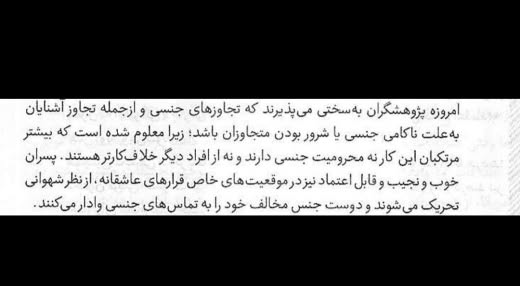 امروزه پژوهشگران به‌سختی می‌پذیرند که تجاوزهای جنسی و ازجمله تجاوز آشنایان
به‌علت ناکامی جنسی یا شرور بودن متجاوزان باشد؛ زیرا معلوم شده است که بیشتر
مرتکبان این کار نه محرومیت جنسی دارند و نه از افراد دیگر خلاف‌کارتر هستند. پسران
خوب و نجیب و قابل اعتماد نیز در موقعیت‌های خاص قرارهای عاشقانه، از نظر شهوانی
تحریک می‌شوند و دوست جنس مخالف خود را به تماس‌های جنسی وادار می‌کنند.